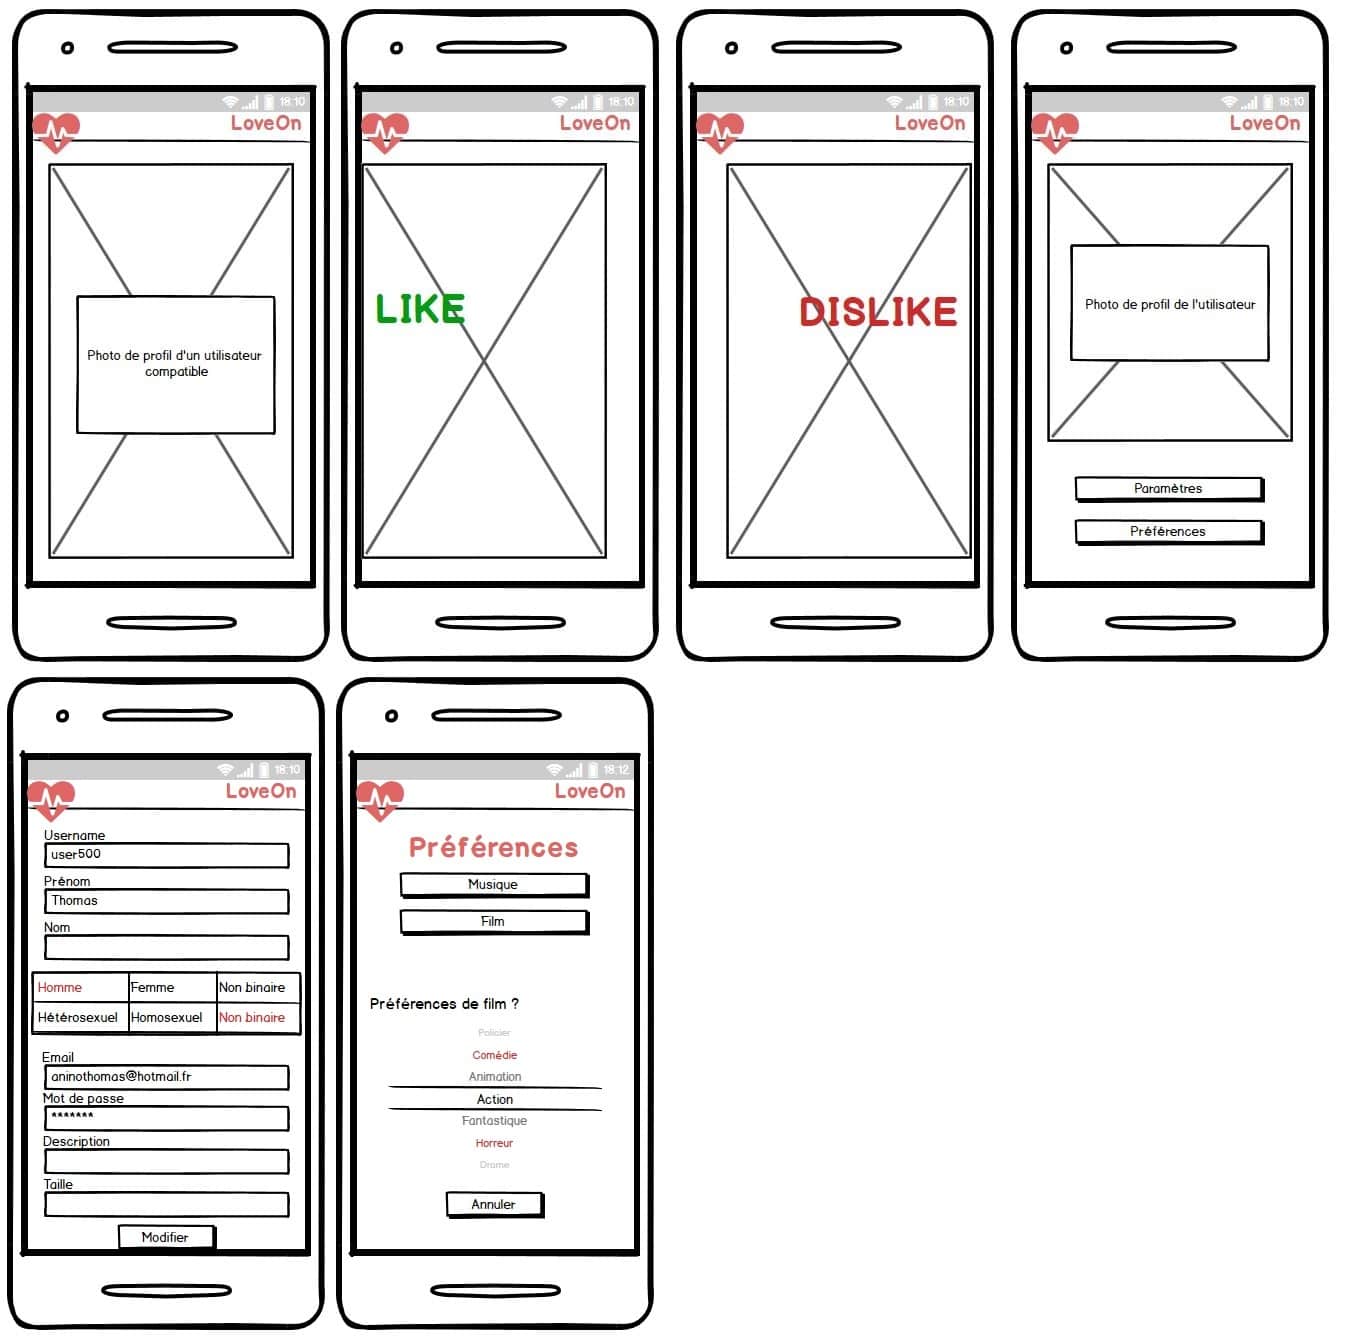 18:10
LoveOn
Photo de profil d'un utilisateur
compatible
18:10
LoveOn
LIKE
18:10
LoveOn
DISLIKE
18:10
LoveOn
Photo de profil de l'utilisateur
Paramètres
Préférences
18:10
LoveOn
Username
user500
Prénom
Thomas
Nom
Homme Femme Non binaire
Hétérosexuel Homosexuel Non binaire
Email
aninothomas@hotmail.fr
Mot de passe
*******
Description
Taille
Modifier
18:12
LoveOn
Préférences
Musique
Film
Préférences de film ?
Policier
Comédie
Animation
Action
Fantastique
Horreur
Drame
Annuler